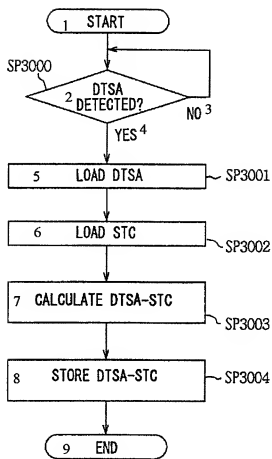 1 START
SP3000
2 DTSA
DETECTED?
NO 3
YES 4
5 LOAD DTSA
SP3001
6 LOAD STC
SP3002
7 CALCULATE DTSA-STC
SP3003
8 STORE DTSA-STC
SP3004
9 END